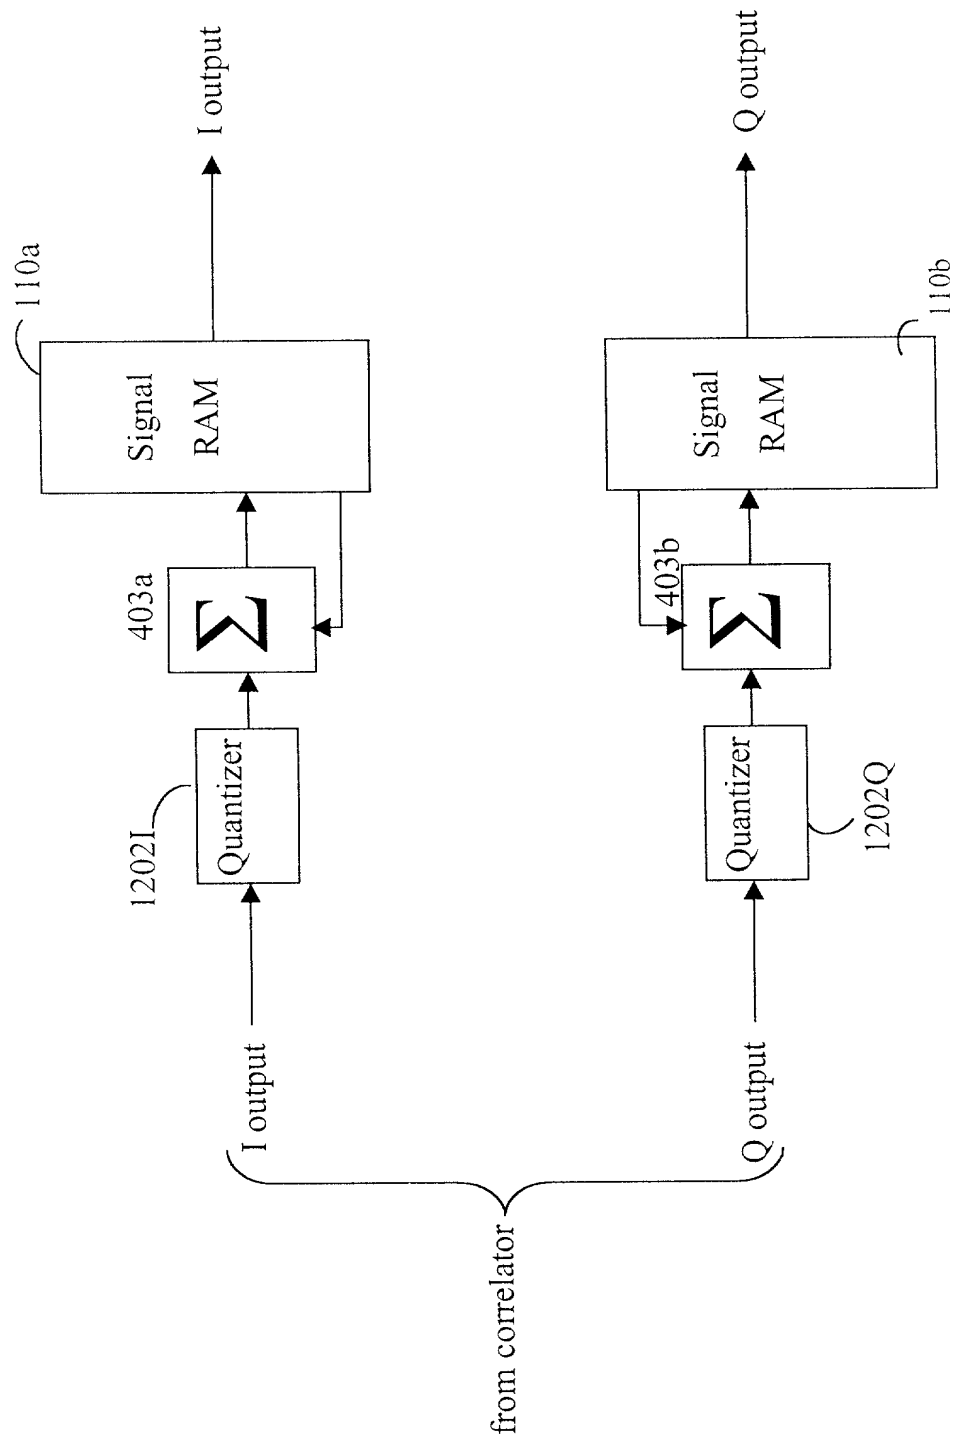 from correlator
I output
1202I
Quantizer
403a
Σ
110a
Signal
RAM
I output
Q output
Quantizer
1202Q
403b
Σ
Signal
RAM
110b
Q output